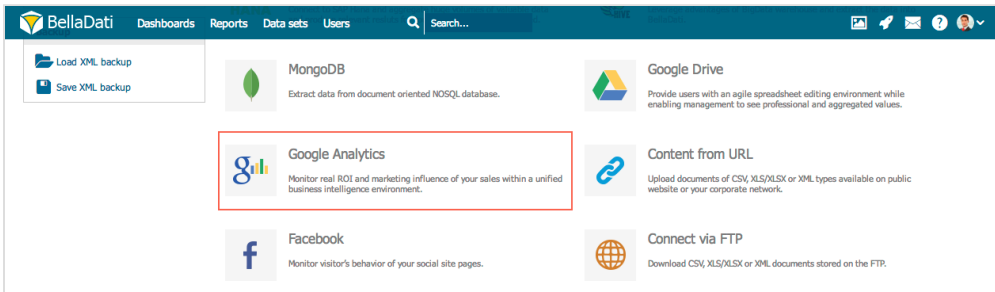 BellaDati Dashboards Reports Data sets Users Search...
Load XML backup
Save XML backup
MongoDB
Extract data from document oriented NOSQL database.
Google Drive
Provide users with an agile spreadsheet editing environment while
enabling management to see professional and aggregated values.
Google Analytics
Monitor real ROI and marketing influence of your sales within a unified
business intelligence environment.
Content from URL
Upload documents of CSV, XLS/XLSX or XML types available on public
website or your corporate network.
Facebook
Monitor visitor's behavior of your social site pages.
Connect via FTP
Download CSV, XLS/XLSX or XML documents stored on the FTP.